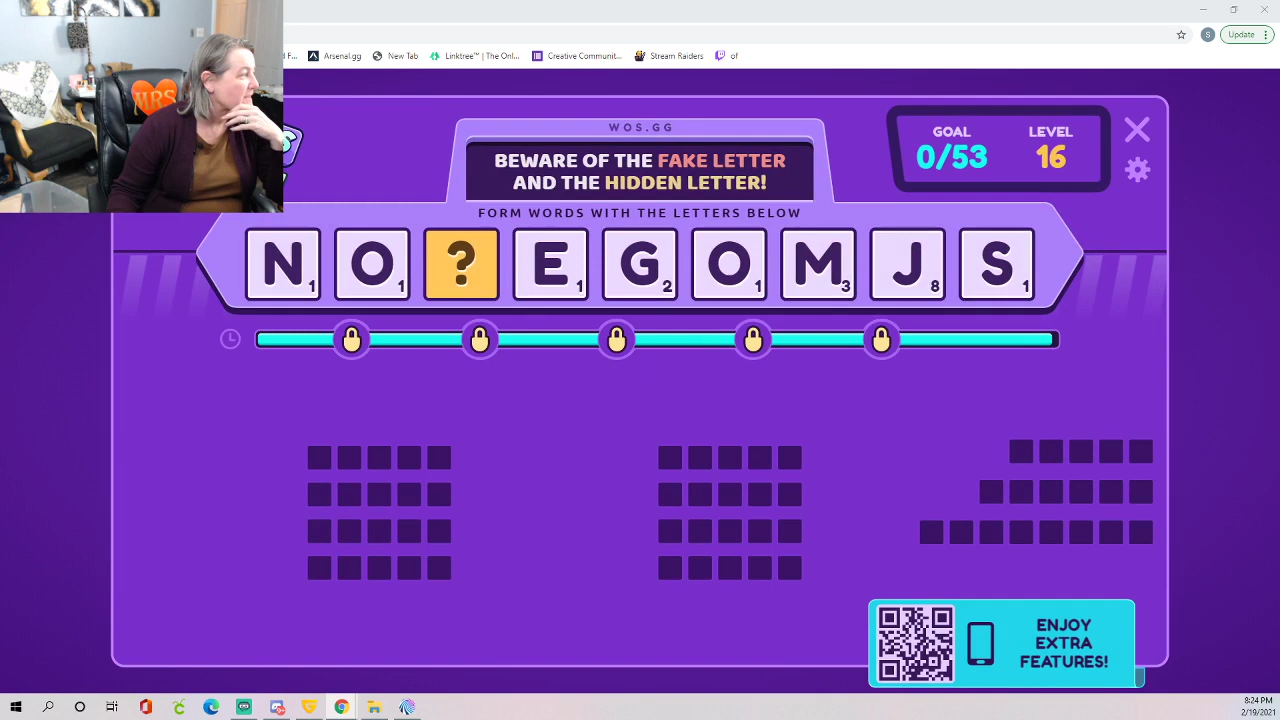 Update
F...
Arsenal.gg
New Tab
Linktree™ | The Onl...
Creative Communit...
Stream Raiders
of
MRS
S
WOS.GG
BEWARE OF THE FAKE LETTER
AND THE HIDDEN LETTER!
GOAL
LEVEL
0/53
16
FORM WORDS WITH THE LETTERS BELOW
N1 O1 ? E1 G2 O1 M3 J8 S1
ENJOY
EXTRA
FEATURES!
8:24 PM
2/19/2021